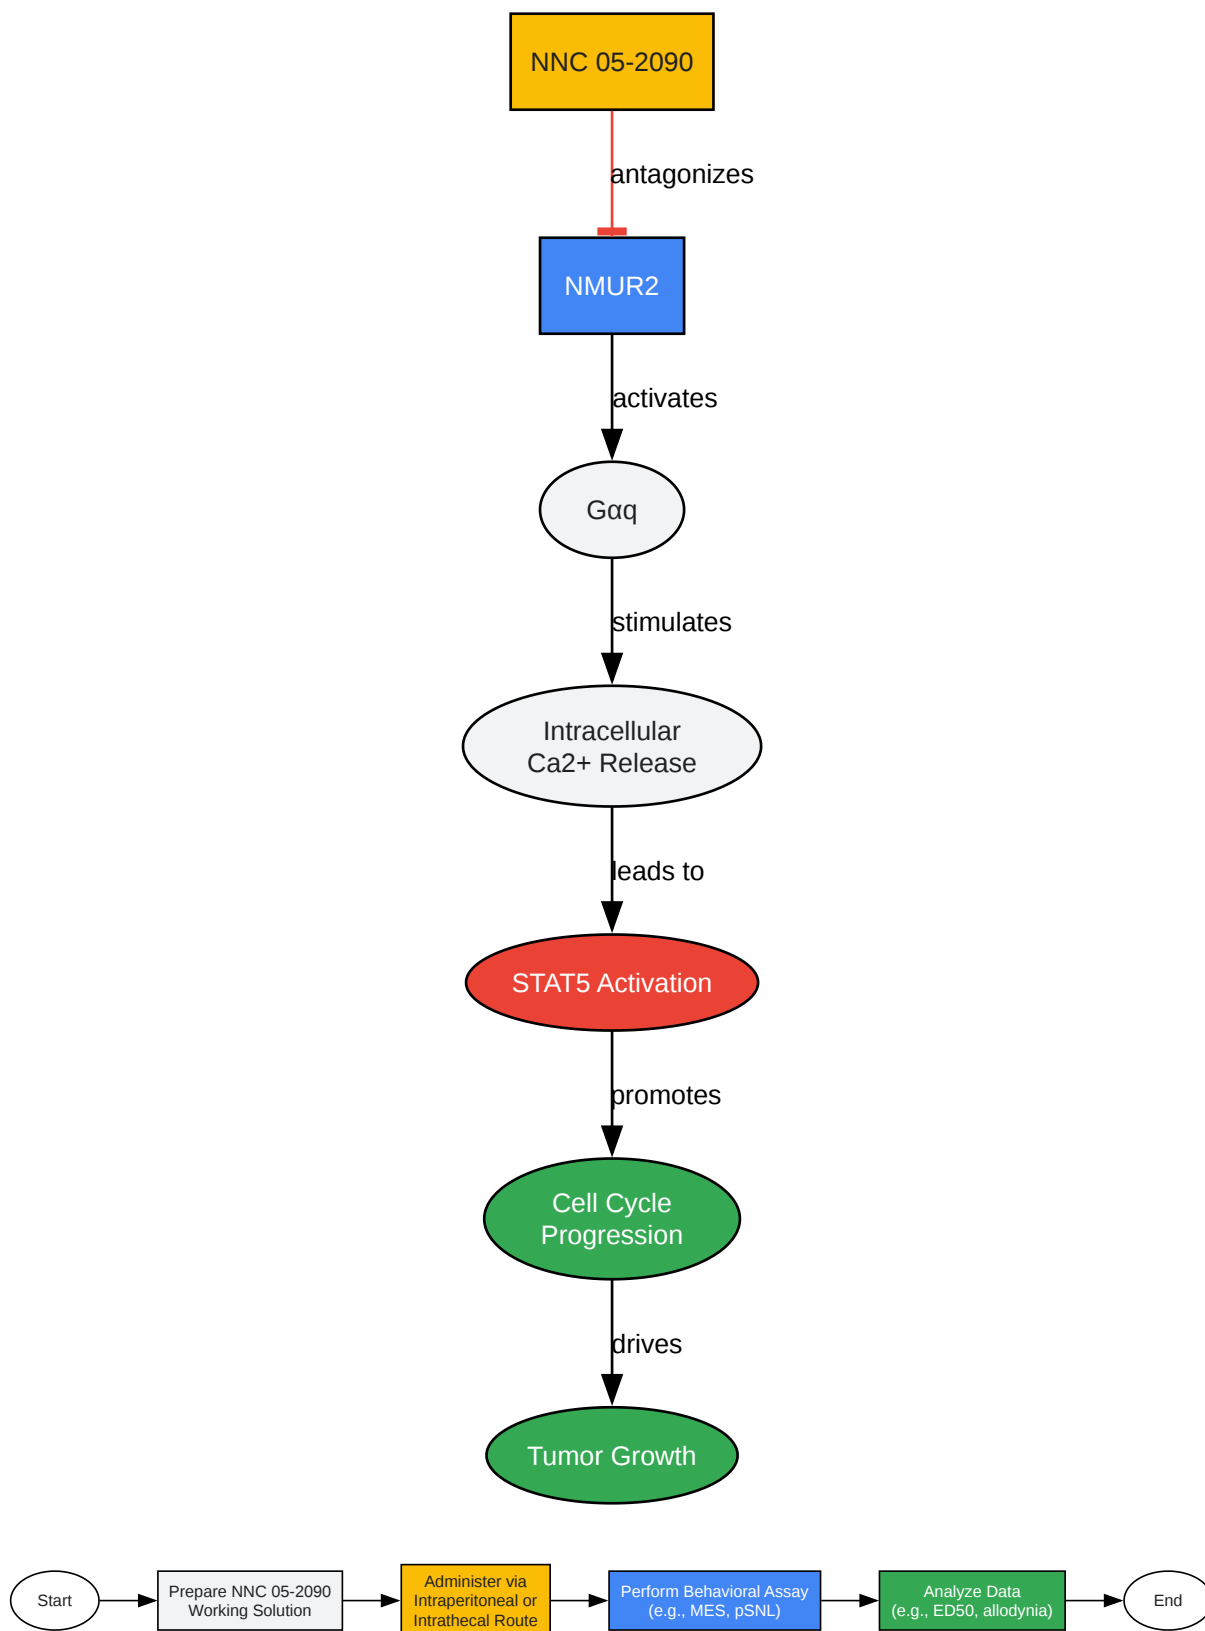 NNC 05-2090
antagonizes
NMUR2
activates
Gαq
stimulates
Intracellular
Ca2+ Release
leads to
STAT5 Activation
promotes
Cell Cycle
Progression
drives
Tumor Growth
Start
Prepare NNC 05-2090
Working Solution
Administer via
Intraperitoneal or
Intrathecal Route
Perform Behavioral Assay
(e.g., MES, pSNL)
Analyze Data
(e.g., ED50, allodynia)
End